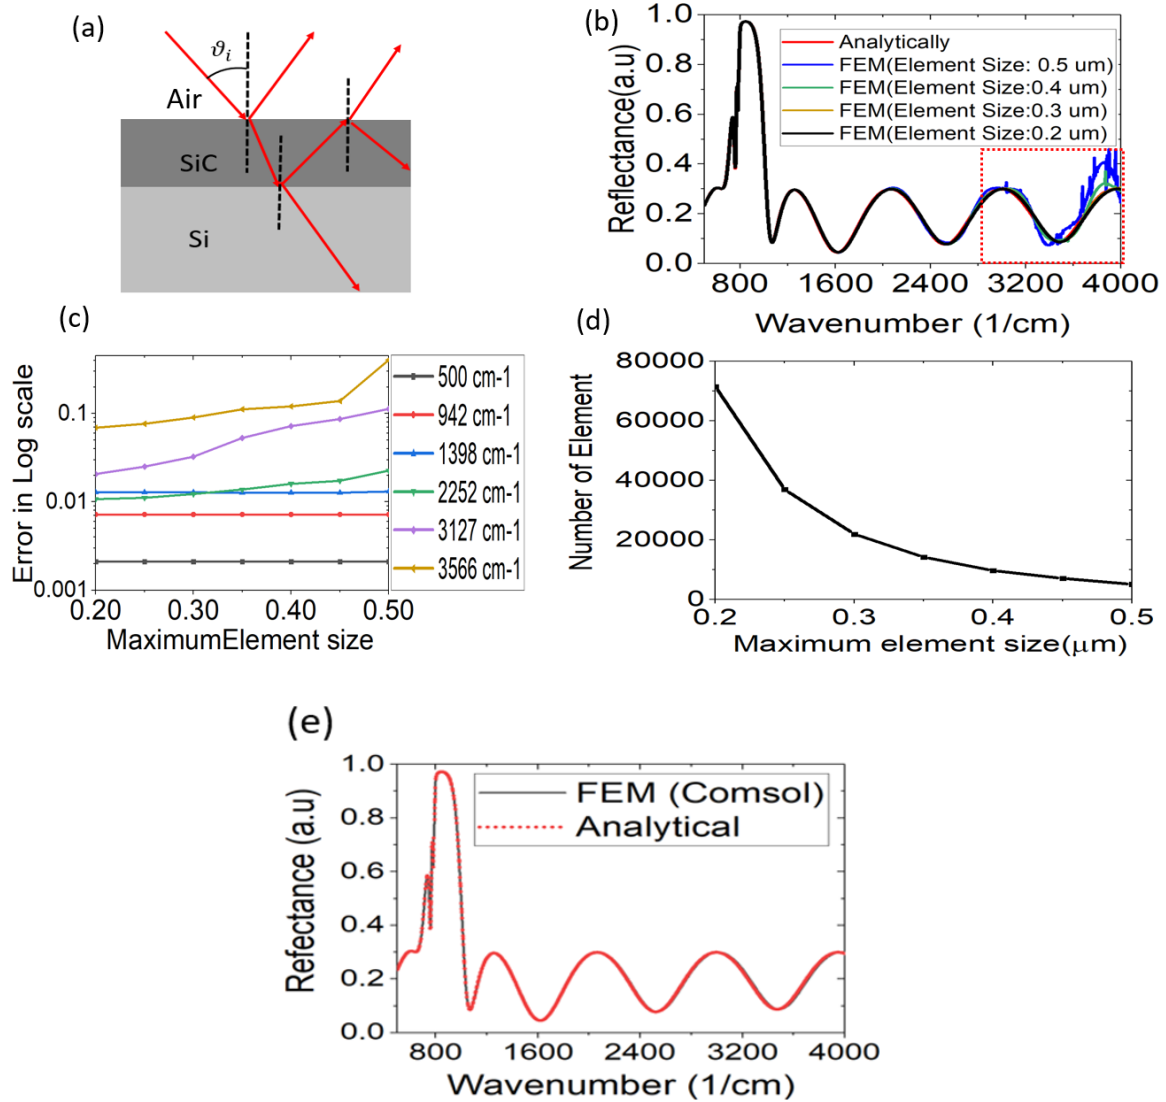 (a)
ϑi
Air
SiC
Si
(b)
Reflectance(a.u)
1.0
0.8
0.6
0.4
0.2
0.0
Analytically
FEM(Element Size: 0.5 um)
FEM(Element Size:0.4 um)
FEM(Element Size:0.3 um)
FEM(Element Size:0.2 um)
800 1600 2400 3200 4000
Wavenumber (1/cm)
(c)
Error in Log scale
0.1
0.01
0.001
500 cm-1
942 cm-1
1398 cm-1
2252 cm-1
3127 cm-1
3566 cm-1
0.20 0.30 0.40 0.50
MaximumElement size
(d)
Number of Element
80000
60000
40000
20000
0
0.2 0.3 0.4 0.5
Maximum element size(μm)
(e)
Refectance (a.u)
1.0
0.8
0.6
0.4
0.2
0.0
FEM (Comsol)
Analytical
800 1600 2400 3200 4000
Wavenumber (1/cm)